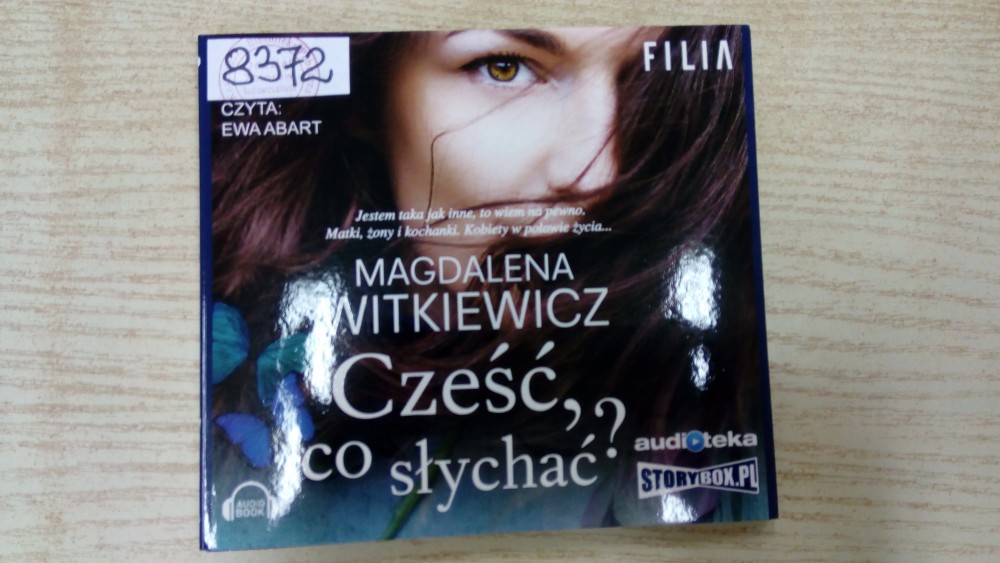 8372
FILIA
CZYTA:
EWA ABART
Jestem taka jak inne, to wiem na pewno.
Matki, żony i kochanki. Kobiety w połowie życia...
MAGDALENA
WITKIEWICZ
Cześć,
co słychać?
audioteka
STORYBOX.PL
AUDIO
BOOK